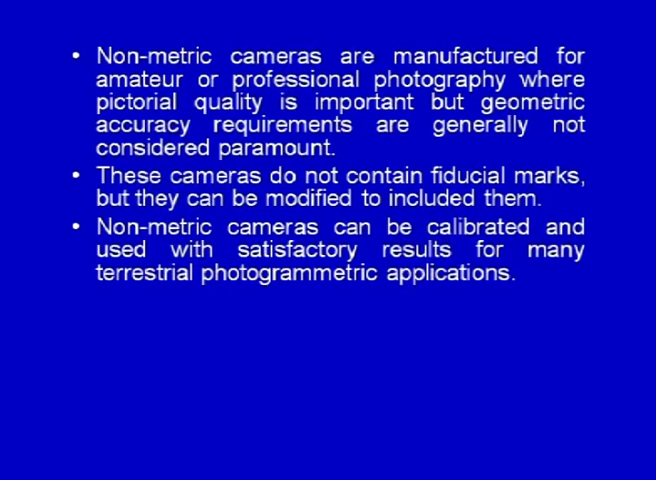 • Non-metric cameras are manufactured for
amateur or professional photography where
pictorial quality is important but geometric
accuracy requirements are generally not
considered paramount.
• These cameras do not contain fiducial marks,
but they can be modified to included them.
• Non-metric cameras can be calibrated and
used with satisfactory results for many
terrestrial photogrammetric applications.